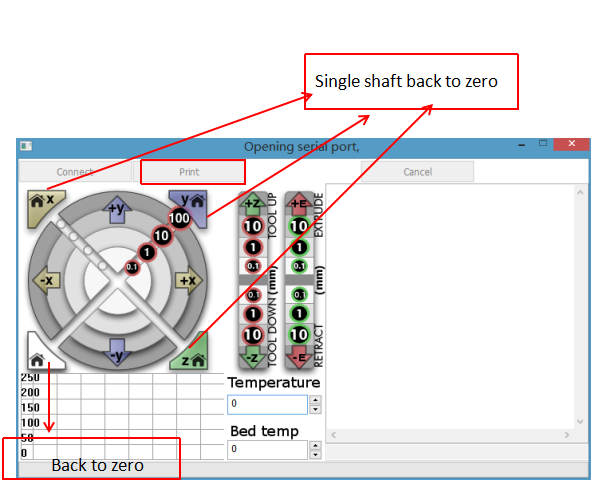 Single shaft back to zero
Opening serial port,
Connect
Print
Cancel
x
y
+y
100
10
1
0.1
-x
+x
-y
z
+Z
10
1
0.1
0.1
1
10
-Z
TOOL UP
(mm)
TOOL DOWN
+E
10
1
0.1
0.1
1
10
-E
EXTRUDE
(mm)
RETRACT
250
200
150
100
50
0
Temperature
0
Bed temp
0
Back to zero